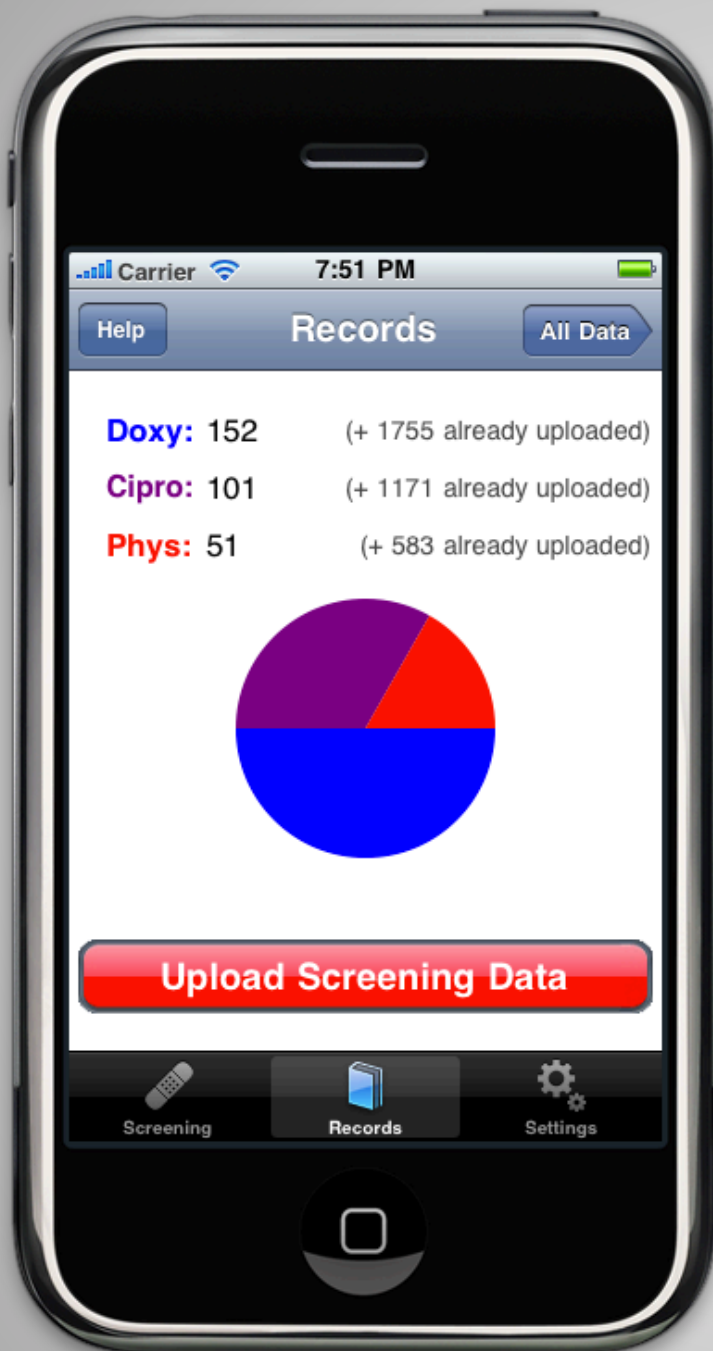 Carrier 7:51 PM
Help Records All Data
Doxy: 152 (+ 1755 already uploaded)
Cipro: 101 (+ 1171 already uploaded)
Phys: 51 (+ 583 already uploaded)
Upload Screening Data
Screening Records Settings